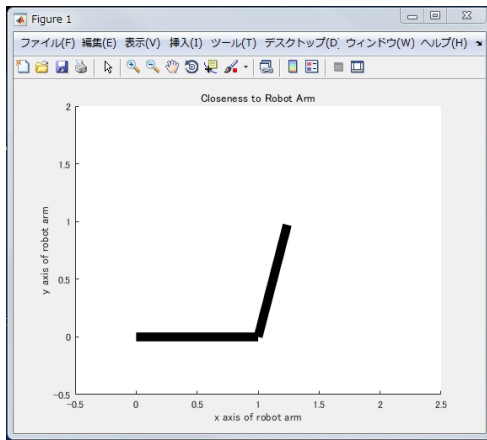 Figure 1
ファイル(F) 編集(E) 表示(V) 挿入(I) ツール(T) デスクトップ(D) ウィンドウ(W) ヘルプ(H)
Closeness to Robot Arm
2
1.5
1
0.5
0
-0.5
y axis of robot arm
-0.5 0 0.5 1 1.5 2 2.5
x axis of robot arm